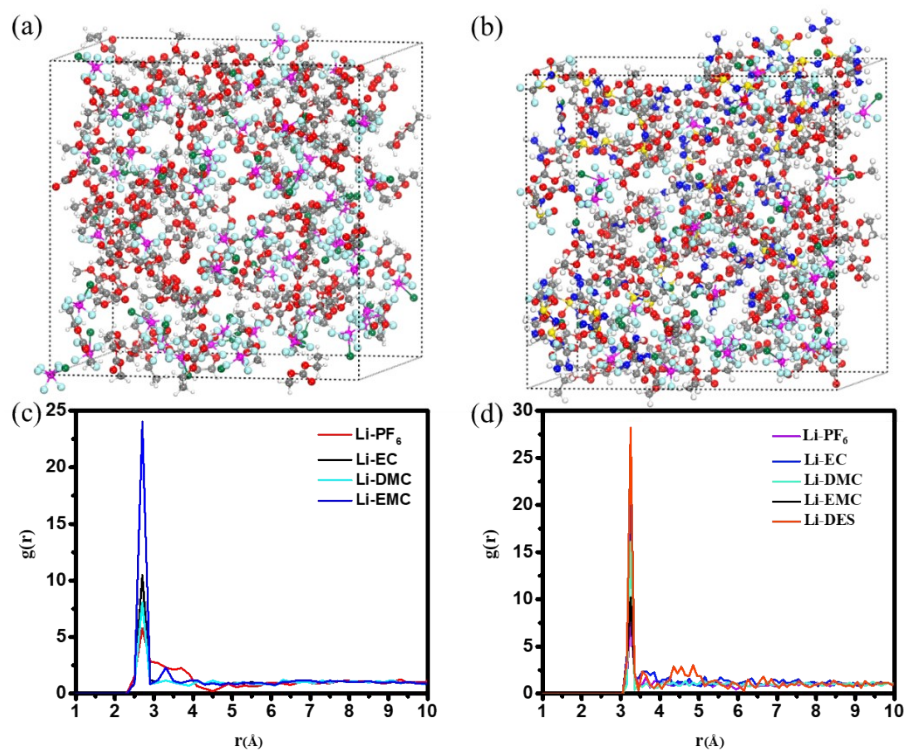 (a)
(b)
(c)
25
20
15
10
5
0
g(r)
Li-PF₆
Li-EC
Li-DMC
Li-EMC
1 2 3 4 5 6 7 8 9 10
r(Å)
(d)
30
25
20
15
10
5
0
g(r)
Li-PF₆
Li-EC
Li-DMC
Li-EMC
Li-DES
1 2 3 4 5 6 7 8 9 10
r(Å)